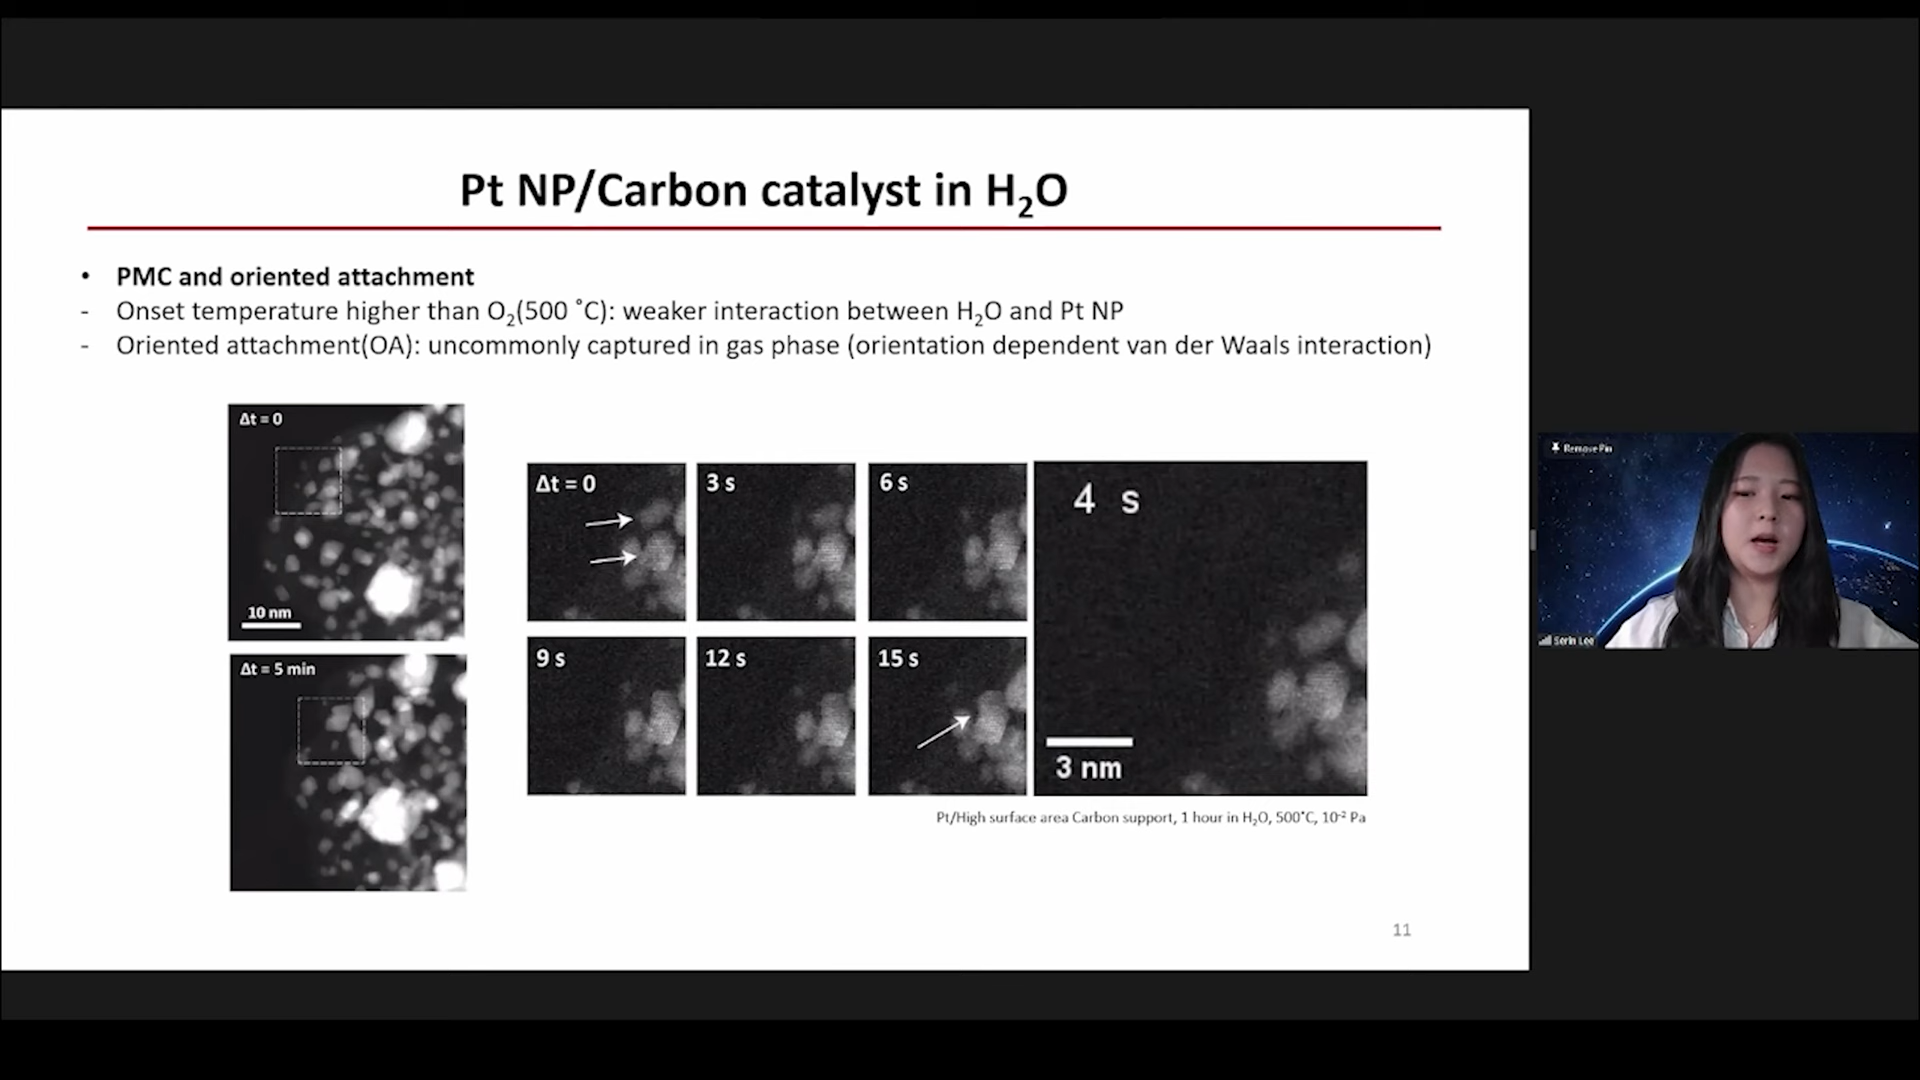 Pt NP/Carbon catalyst in H₂O
• PMC and oriented attachment
- Onset temperature higher than O₂(500 ˚C): weaker interaction between H₂O and Pt NP
- Oriented attachment(OA): uncommonly captured in gas phase (orientation dependent van der Waals interaction)
Δt = 0
10 nm
Δt = 5 min
Δt = 0
3 s
6 s
9 s
12 s
15 s
4 s
3 nm
Pt/High surface area Carbon support, 1 hour in H₂O, 500˚C, 10⁻² Pa
11
Remove Pin
Serin Lee